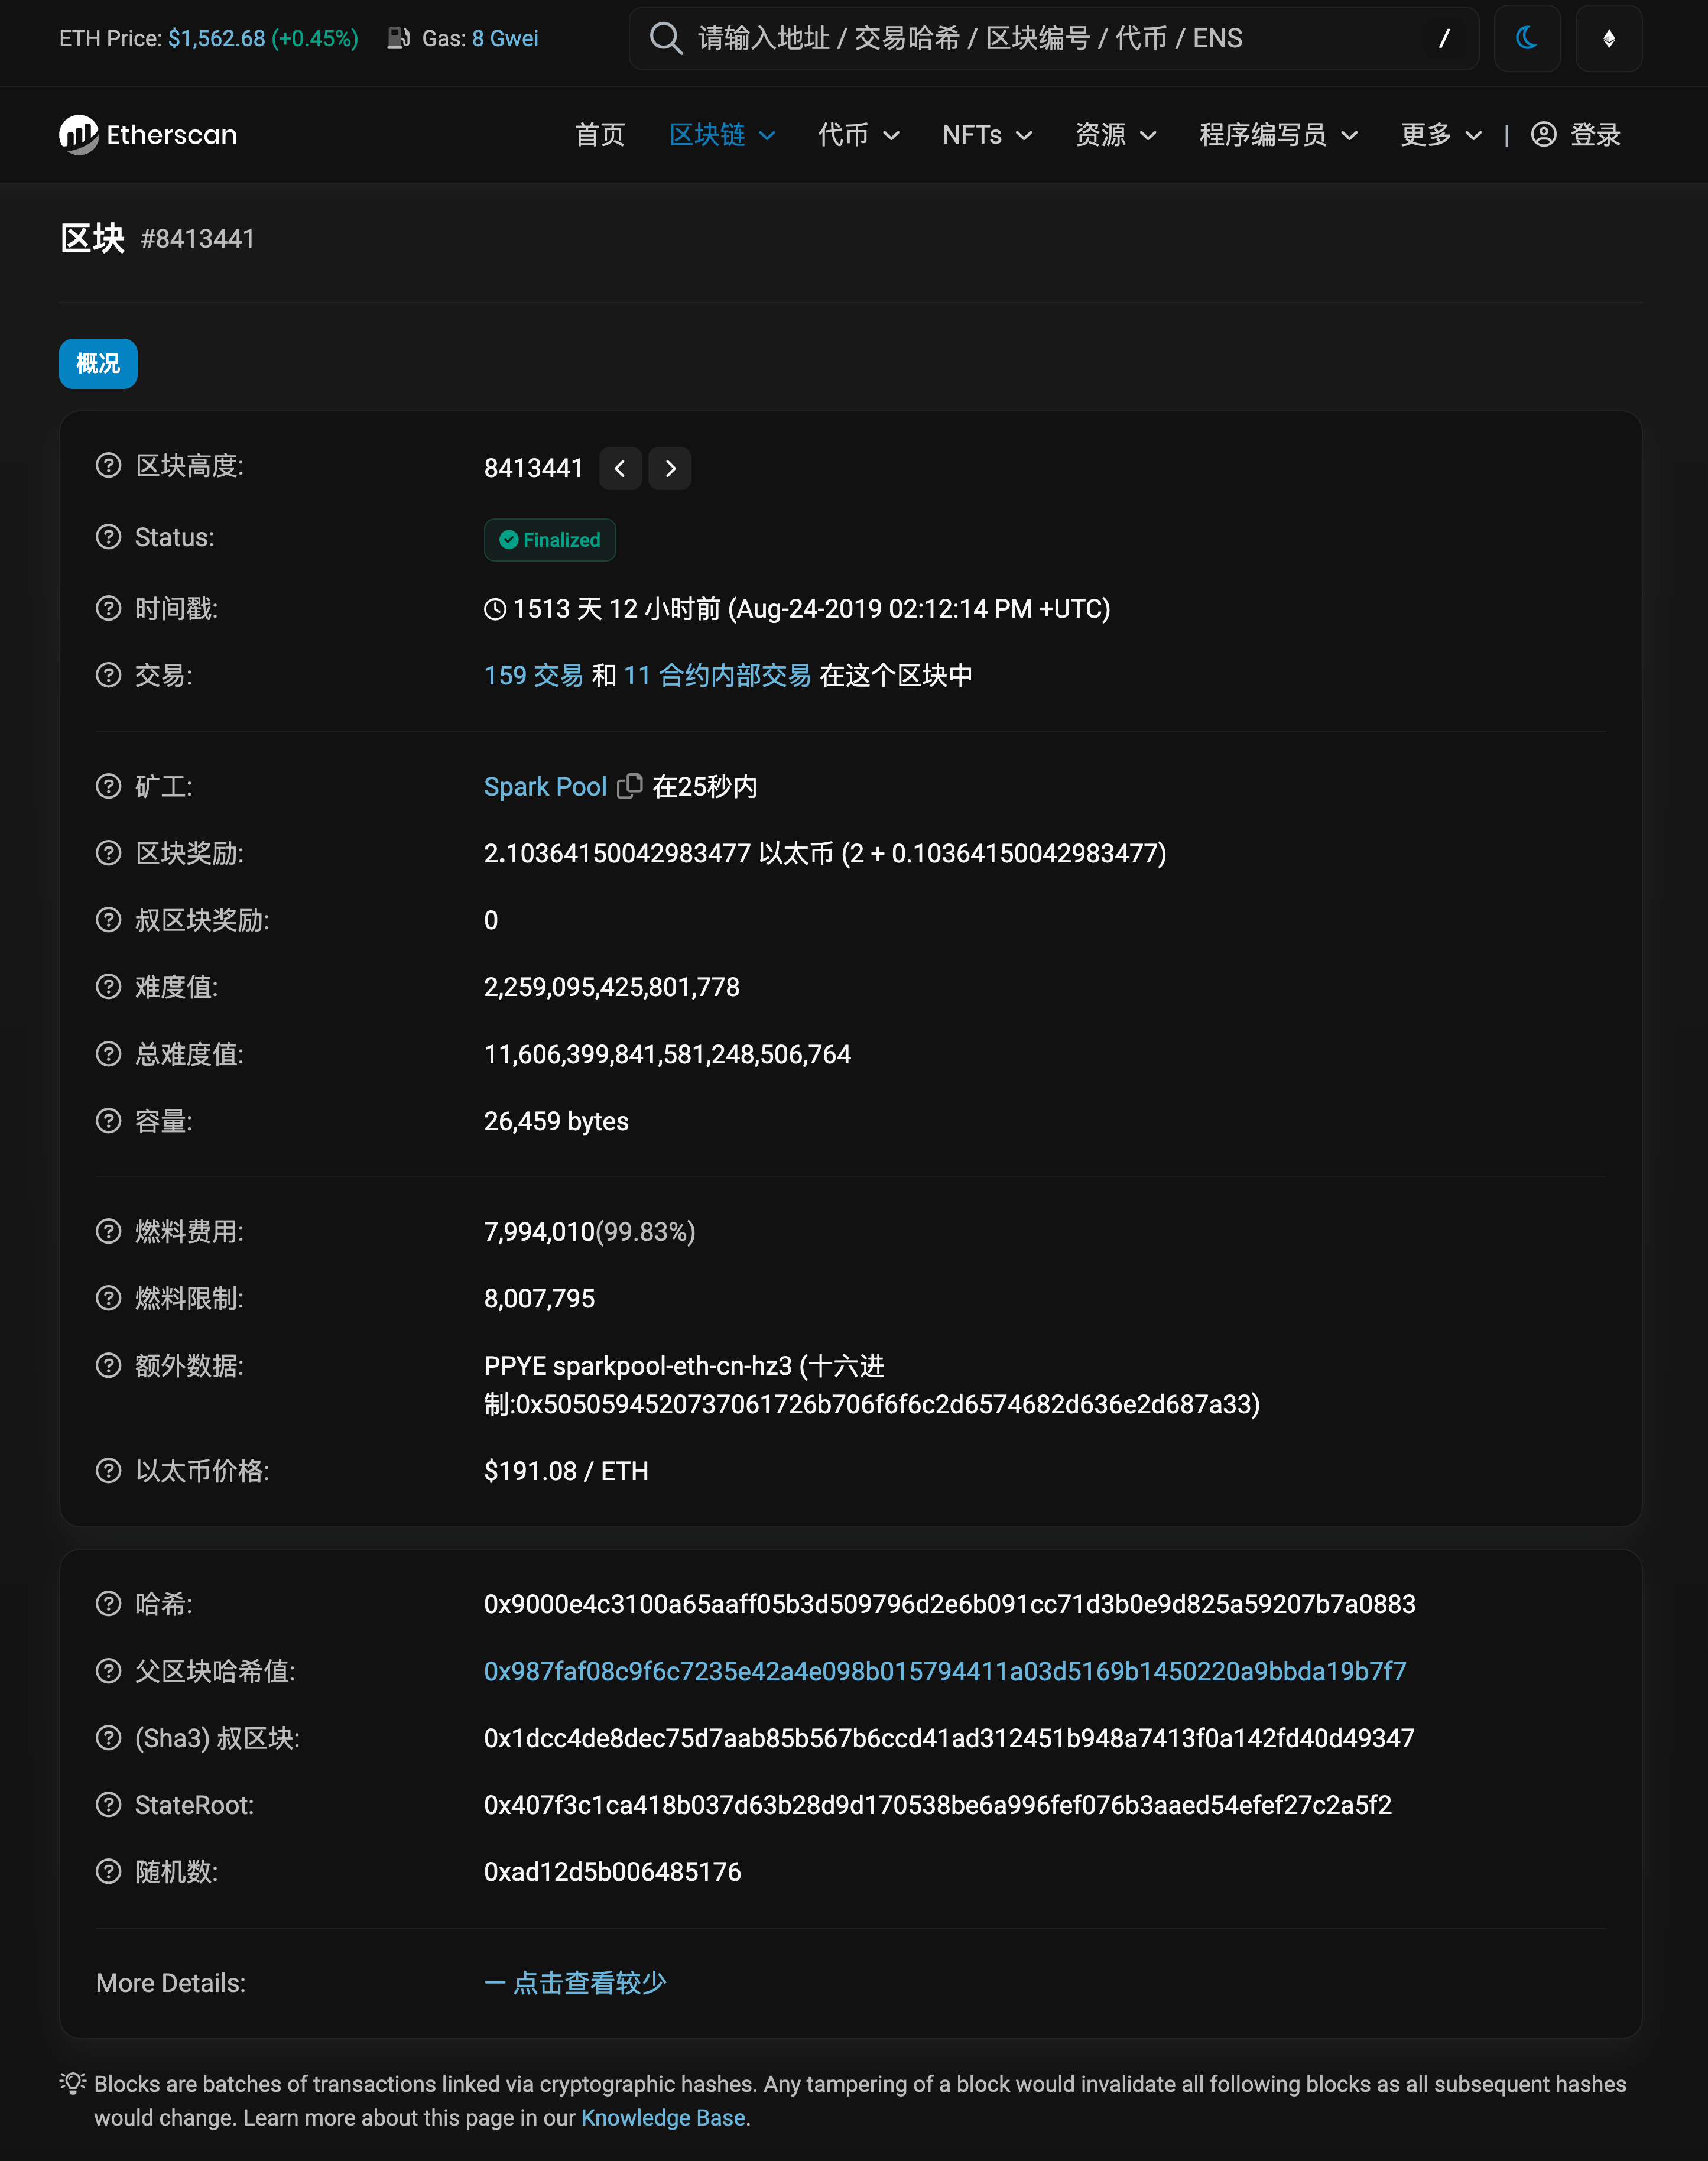 ETH Price: $1,562.68 (+0.45%) Gas: 8 Gwei
请输入地址 / 交易哈希 / 区块编号 / 代币 / ENS /
Etherscan 首页 区块链 代币 NFTs 资源 程序编写员 更多 | 登录
区块 #8413441
概况
区块高度: 8413441
Status: Finalized
时间戳: 1513 天 12 小时前 (Aug-24-2019 02:12:14 PM +UTC)
交易: 159 交易 和 11 合约内部交易 在这个区块中
矿工: Spark Pool 在25秒内
区块奖励: 2.10364150042983477 以太币 (2 + 0.10364150042983477)
叔区块奖励: 0
难度值: 2,259,095,425,801,778
总难度值: 11,606,399,841,581,248,506,764
容量: 26,459 bytes
燃料费用: 7,994,010(99.83%)
燃料限制: 8,007,795
额外数据: PPYE sparkpool-eth-cn-hz3 (十六进
制:0x5050594520737061726b706f6f6c2d6574682d636e2d687a33)
以太币价格: $191.08 / ETH
哈希: 0x9000e4c3100a65aaff05b3d509796d2e6b091cc71d3b0e9d825a59207b7a0883
父区块哈希值: 0x987faf08c9f6c7235e42a4e098b015794411a03d5169b1450220a9bbda19b7f7
(Sha3) 叔区块: 0x1dcc4de8dec75d7aab85b567b6ccd41ad312451b948a7413f0a142fd40d49347
StateRoot: 0x407f3c1ca418b037d63b28d9d170538be6a996fef076b3aaed54efef27c2a5f2
随机数: 0xad12d5b006485176
More Details: — 点击查看较少
Blocks are batches of transactions linked via cryptographic hashes. Any tampering of a block would invalidate all following blocks as all subsequent hashes
would change. Learn more about this page in our Knowledge Base.